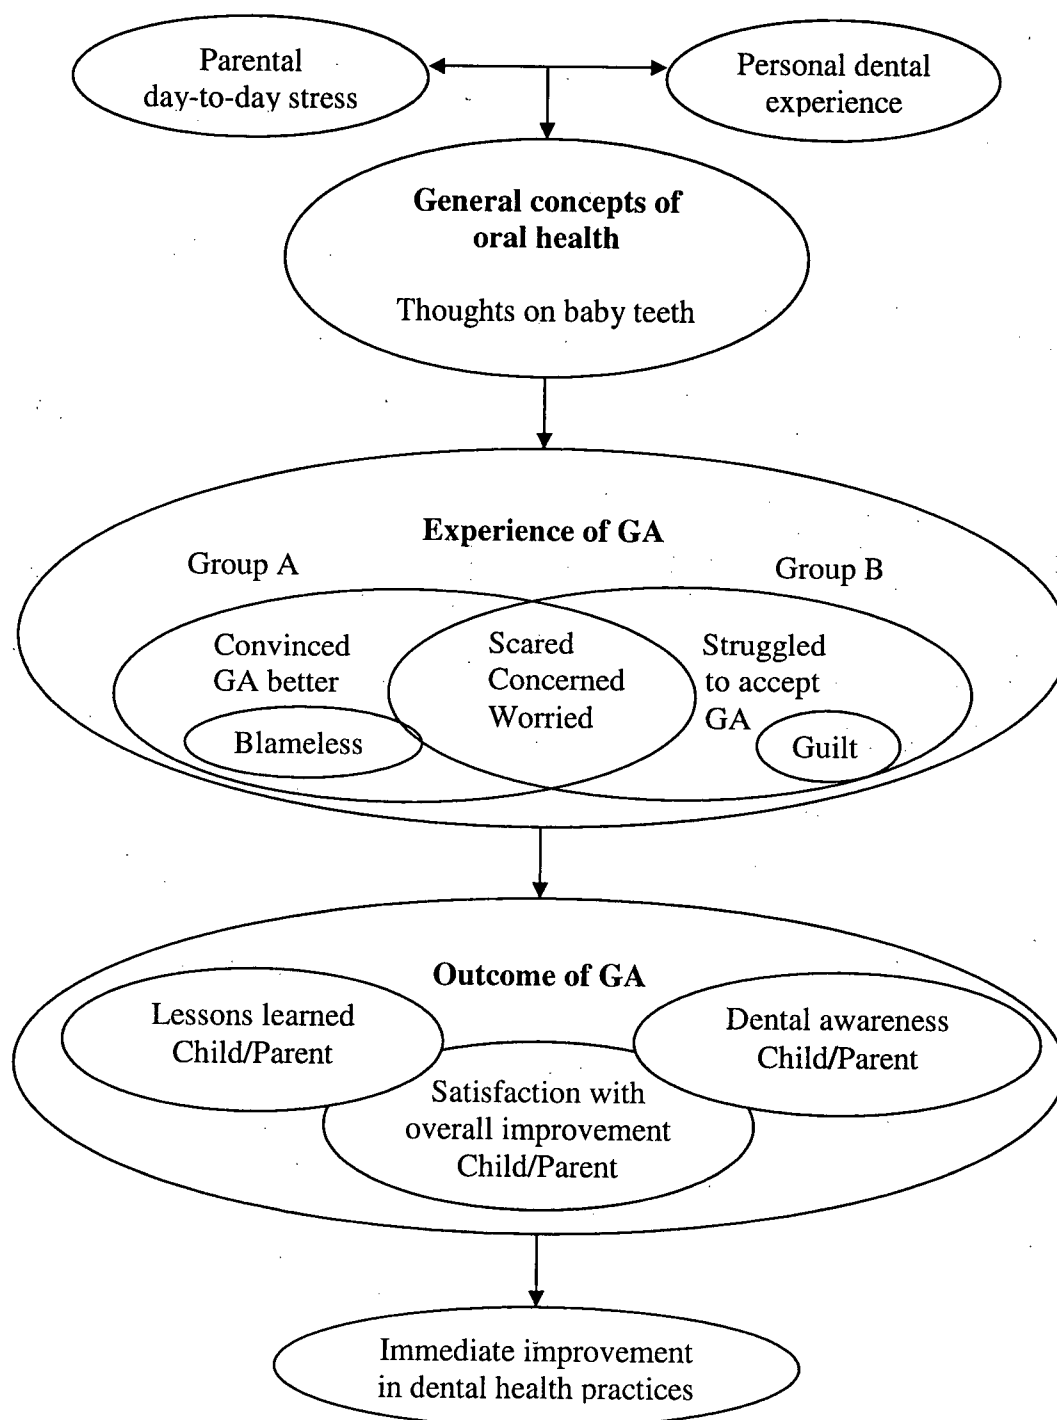 Parental
day-to-day stress
Personal dental
experience
General concepts of
oral health
Thoughts on baby teeth
Experience of GA
Group A
Group B
Convinced
GA better
Blameless
Scared
Concerned
Worried
Struggled
to accept
GA
Guilt
Outcome of GA
Lessons learned
Child/Parent
Dental awareness
Child/Parent
Satisfaction with
overall improvement
Child/Parent
Immediate improvement
in dental health practices